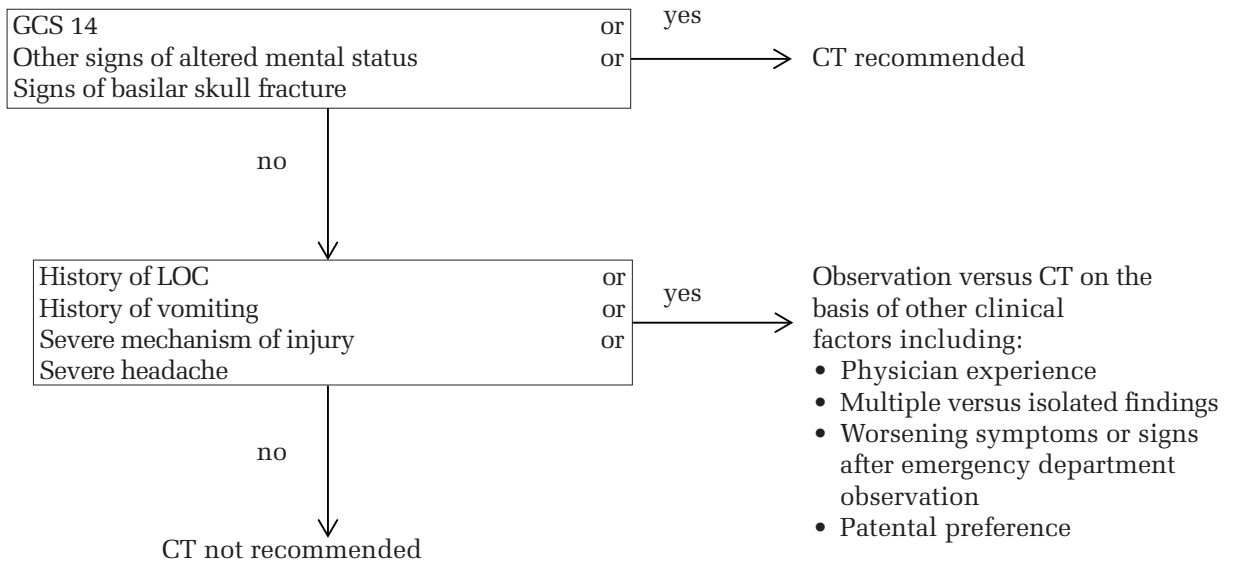 GCS 14 or
Other signs of altered mental status or
Signs of basilar skull fracture
yes
CT recommended
no
History of LOC or
History of vomiting or
Severe mechanism of injury or
Severe headache
yes
Observation versus CT on the
basis of other clinical
factors including:
• Physician experience
• Multiple versus isolated findings
• Worsening symptoms or signs
after emergency department
observation
• Patental preference
no
CT not recommended